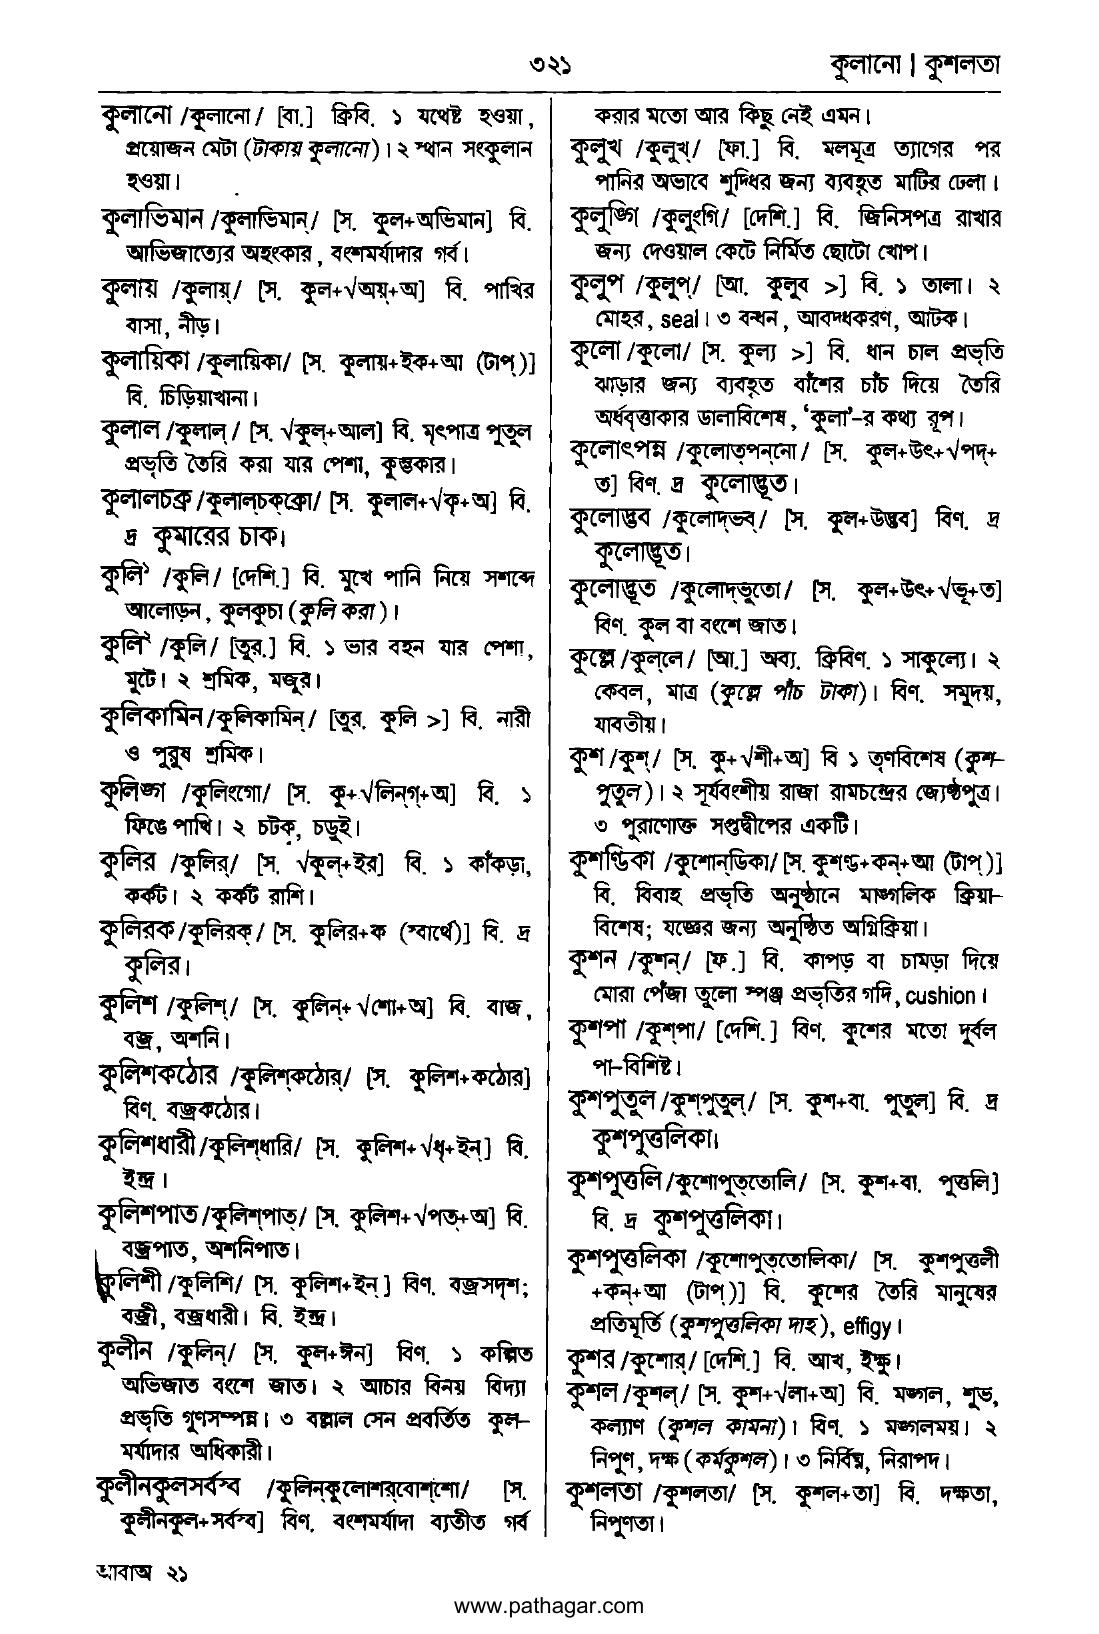 ৩২১
কুলানো | কুশলতা
কুলানো /কুলানো/ [বা.] ক্রিবি. ১ যথেষ্ট হওয়া,
প্রয়োজন মেটা (টাকায় কুলানো)। ২ স্থান সংকুলান
হওয়া।
কুলাভিমান /কুলাভিমান্/ [স. কুল+অভিমান] বি.
আভিজাত্যের অহংকার, বংশমর্যাদার গর্ব।
কুলায় /কুলায়্/ [স. কুল+√অয়্+অ] বি. পাখির
বাসা, নীড়।
কুলায়িকা /কুলায়িকা/ [স. কুলায়+ইক+আ (টাপ্)]
বি. চিড়িয়াখানা।
কুলাল /কুলাল্/ [স. √কুল্+আল] বি. মৃৎপাত্র পুতুল
প্রভৃতি তৈরি করা যার পেশা, কুম্ভকার।
কুলালচক্র /কুলাল্‌চক্‌ক্রো/ [স. কুলাল+√কৃ+অ] বি.
দ্র কুমারের চাক।
কুলি১ /কুলি/ [দেশি.] বি. মুখে পানি নিয়ে সশব্দে
আলোড়ন, কুলকুচা (কুলি করা)।
কুলি২ /কুলি/ [তুর.] বি. ১ ভার বহন যার পেশা,
মুটে। ২ শ্রমিক, মজুর।
কুলিকামিন /কুলিকামিন্/ [তুর. কুলি >] বি. নারী
ও পুরুষ শ্রমিক।
কুলিঙ্গ /কুলিংগো/ [স. কু+√লিন্‌গ্+অ] বি. ১
ফিঙে পাখি। ২ চটক, চড়ুই।
কুলির /কুলির্/ [স. √কুল্+ইর] বি. ১ কাঁকড়া,
কর্কট। ২ কর্কট রাশি।
কুলিরক /কুলিরক্/ [স. কুলির+ক (স্বার্থে)] বি. দ্র
কুলির।
কুলিশ /কুলিশ্/ [স. কুলিন্+√শো+অ] বি. বাজ,
বজ্র, অশনি।
কুলিশকঠোর /কুলিশ্‌কঠোর্/ [স. কুলিশ+কঠোর]
বিণ. বজ্রকঠোর।
কুলিশধারী /কুলিশ্‌ধারি/ [স. কুলিশ+√ধৃ+ইন্] বি.
ইন্দ্র।
কুলিশপাত /কুলিশ্‌পাত্/ [স. কুলিশ+√পত্+অ] বি.
বজ্রপাত, অশনিপাত।
কুলিশী /কুলিশি/ [স. কুলিশ+ইন্] বিণ. বজ্রসদৃশ;
বজ্রী, বজ্রধারী। বি. ইন্দ্র।
কুলীন /কুলিন্/ [স. কুল+ঈন] বিণ. ১ কল্পিত
অভিজাত বংশে জাত। ২ আচার বিনয় বিদ্যা
প্রভৃতি গুণসম্পন্ন। ৩ বল্লাল সেন প্রবর্তিত কুল-
মর্যাদার অধিকারী।
কুলীনকুলসর্বস্ব /কুলিন্‌কুলোশর্‌বোশ্‌শো/ [স.
কুলীনকুল+সর্বস্ব] বিণ. বংশমর্যাদা ব্যতীত গর্ব
করার মতো আর কিছু নেই এমন।
কুলুখ /কুলুখ্/ [ফা.] বি. মলমূত্র ত্যাগের পর
পানির অভাবে শুদ্ধির জন্য ব্যবহৃত মাটির ঢেলা।
কুলুঙ্গি /কুলুংগি/ [দেশি.] বি. জিনিসপত্র রাখার
জন্য দেওয়াল কেটে নির্মিত ছোটো খোপ।
কুলুপ /কুলুপ্/ [আ. কুলুব >] বি. ১ তালা। ২
মোহর, seal। ৩ বন্ধন, আবদ্ধকরণ, আটক।
কুলো /কুলো/ [স. কুল্য >] বি. ধান চাল প্রভৃতি
ঝাড়ার জন্য ব্যবহৃত বাঁশের চাঁচ দিয়ে তৈরি
অর্ধবৃত্তাকার ডালাবিশেষ, ‘কুলা’-র কথ্য রূপ।
কুলোৎপন্ন /কুলোত্‌পন্‌নো/ [স. কুল+উৎ+√পদ্+
ত] বিণ. দ্র কুলোদ্ভূত।
কুলোদ্ভব /কুলোদ্‌ভব্/ [স. কুল+উদ্ভব] বিণ. দ্র
কুলোদ্ভূত।
কুলোদ্ভূত /কুলোদ্‌ভুতো/ [স. কুল+উৎ+√ভূ+ত]
বিণ. কুল বা বংশে জাত।
কুল্লে /কুল্‌লে/ [আ.] অব্য. ক্রিবিণ. ১ সাকুল্যে। ২
কেবল, মাত্র (কুল্লে পাঁচ টাকা)। বিণ. সমুদয়,
যাবতীয়।
কুশ /কুশ্/ [স. কু+√শী+অ] বি ১ তৃণবিশেষ (কুশ-
পুতুল)। ২ সূর্যবংশীয় রাজা রামচন্দ্রের জ্যেষ্ঠপুত্র।
৩ পুরাণোক্ত সপ্তদ্বীপের একটি।
কুশণ্ডিকা /কুশোন্‌ডিকা/ [স. কুশণ্ড+কন্+আ (টাপ্)]
বি. বিবাহ প্রভৃতি অনুষ্ঠানে মাঙ্গলিক ক্রিয়া-
বিশেষ; যজ্ঞের জন্য অনুষ্ঠিত অগ্নিক্রিয়া।
কুশন /কুশন্/ [ফ.] বি. কাপড় বা চামড়া দিয়ে
মোরা পেঁজা তুলো স্পঞ্জ প্রভৃতির গদি, cushion।
কুশপা /কুশ্‌পা/ [দেশি.] বিণ. কুশের মতো দুর্বল
পা-বিশিষ্ট।
কুশপুতুল /কুশ্‌পুতুল্/ [স. কুশ+বা. পুতুল] বি. দ্র
কুশপুত্তলিকা।
কুশপুত্তলি /কুশোপুত্‌তোলি/ [স. কুশ+বা. পুত্তলি]
বি. দ্র কুশপুত্তলিকা।
কুশপুত্তলিকা /কুশোপুত্‌তোলিকা/ [স. কুশপুত্তলী
+কন্+আ (টাপ্)] বি. কুশের তৈরি মানুষের
প্রতিমূর্তি (কুশপুত্তলিকা দাহ), effigy।
কুশর /কুশোর্/ [দেশি.] বি. আখ, ইক্ষু।
কুশল /কুশল্/ [স. কুশ+√লা+অ] বি. মঙ্গল, শুভ,
কল্যাণ (কুশল কামনা)। বিণ. ১ মঙ্গলময়। ২
নিপুণ, দক্ষ (কর্মকুশল)। ৩ নির্বিঘ্ন, নিরাপদ।
কুশলতা /কুশলতা/ [স. কুশল+তা] বি. দক্ষতা,
নিপুণতা।
আবাঅ ২১
www.pathagar.com